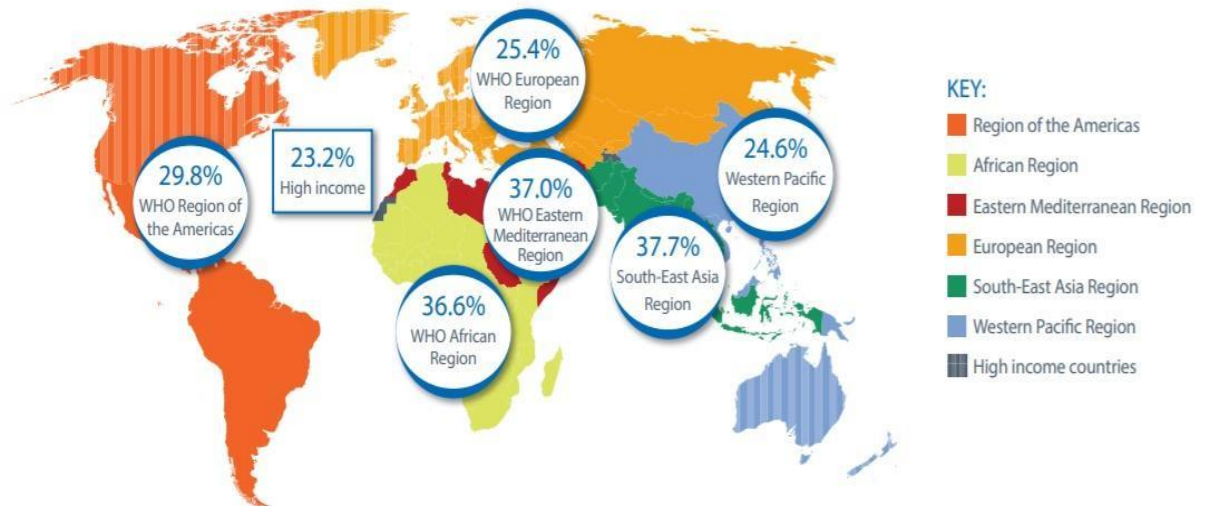 25.4%
WHO European
Region
23.2%
High income
29.8%
WHO Region of
the Americas
37.0%
WHO Eastern
Mediterranean
Region
24.6%
Western Pacific
Region
37.7%
South-East Asia
Region
36.6%
WHO African
Region
KEY:
Region of the Americas
African Region
Eastern Mediterranean Region
European Region
South-East Asia Region
Western Pacific Region
High income countries